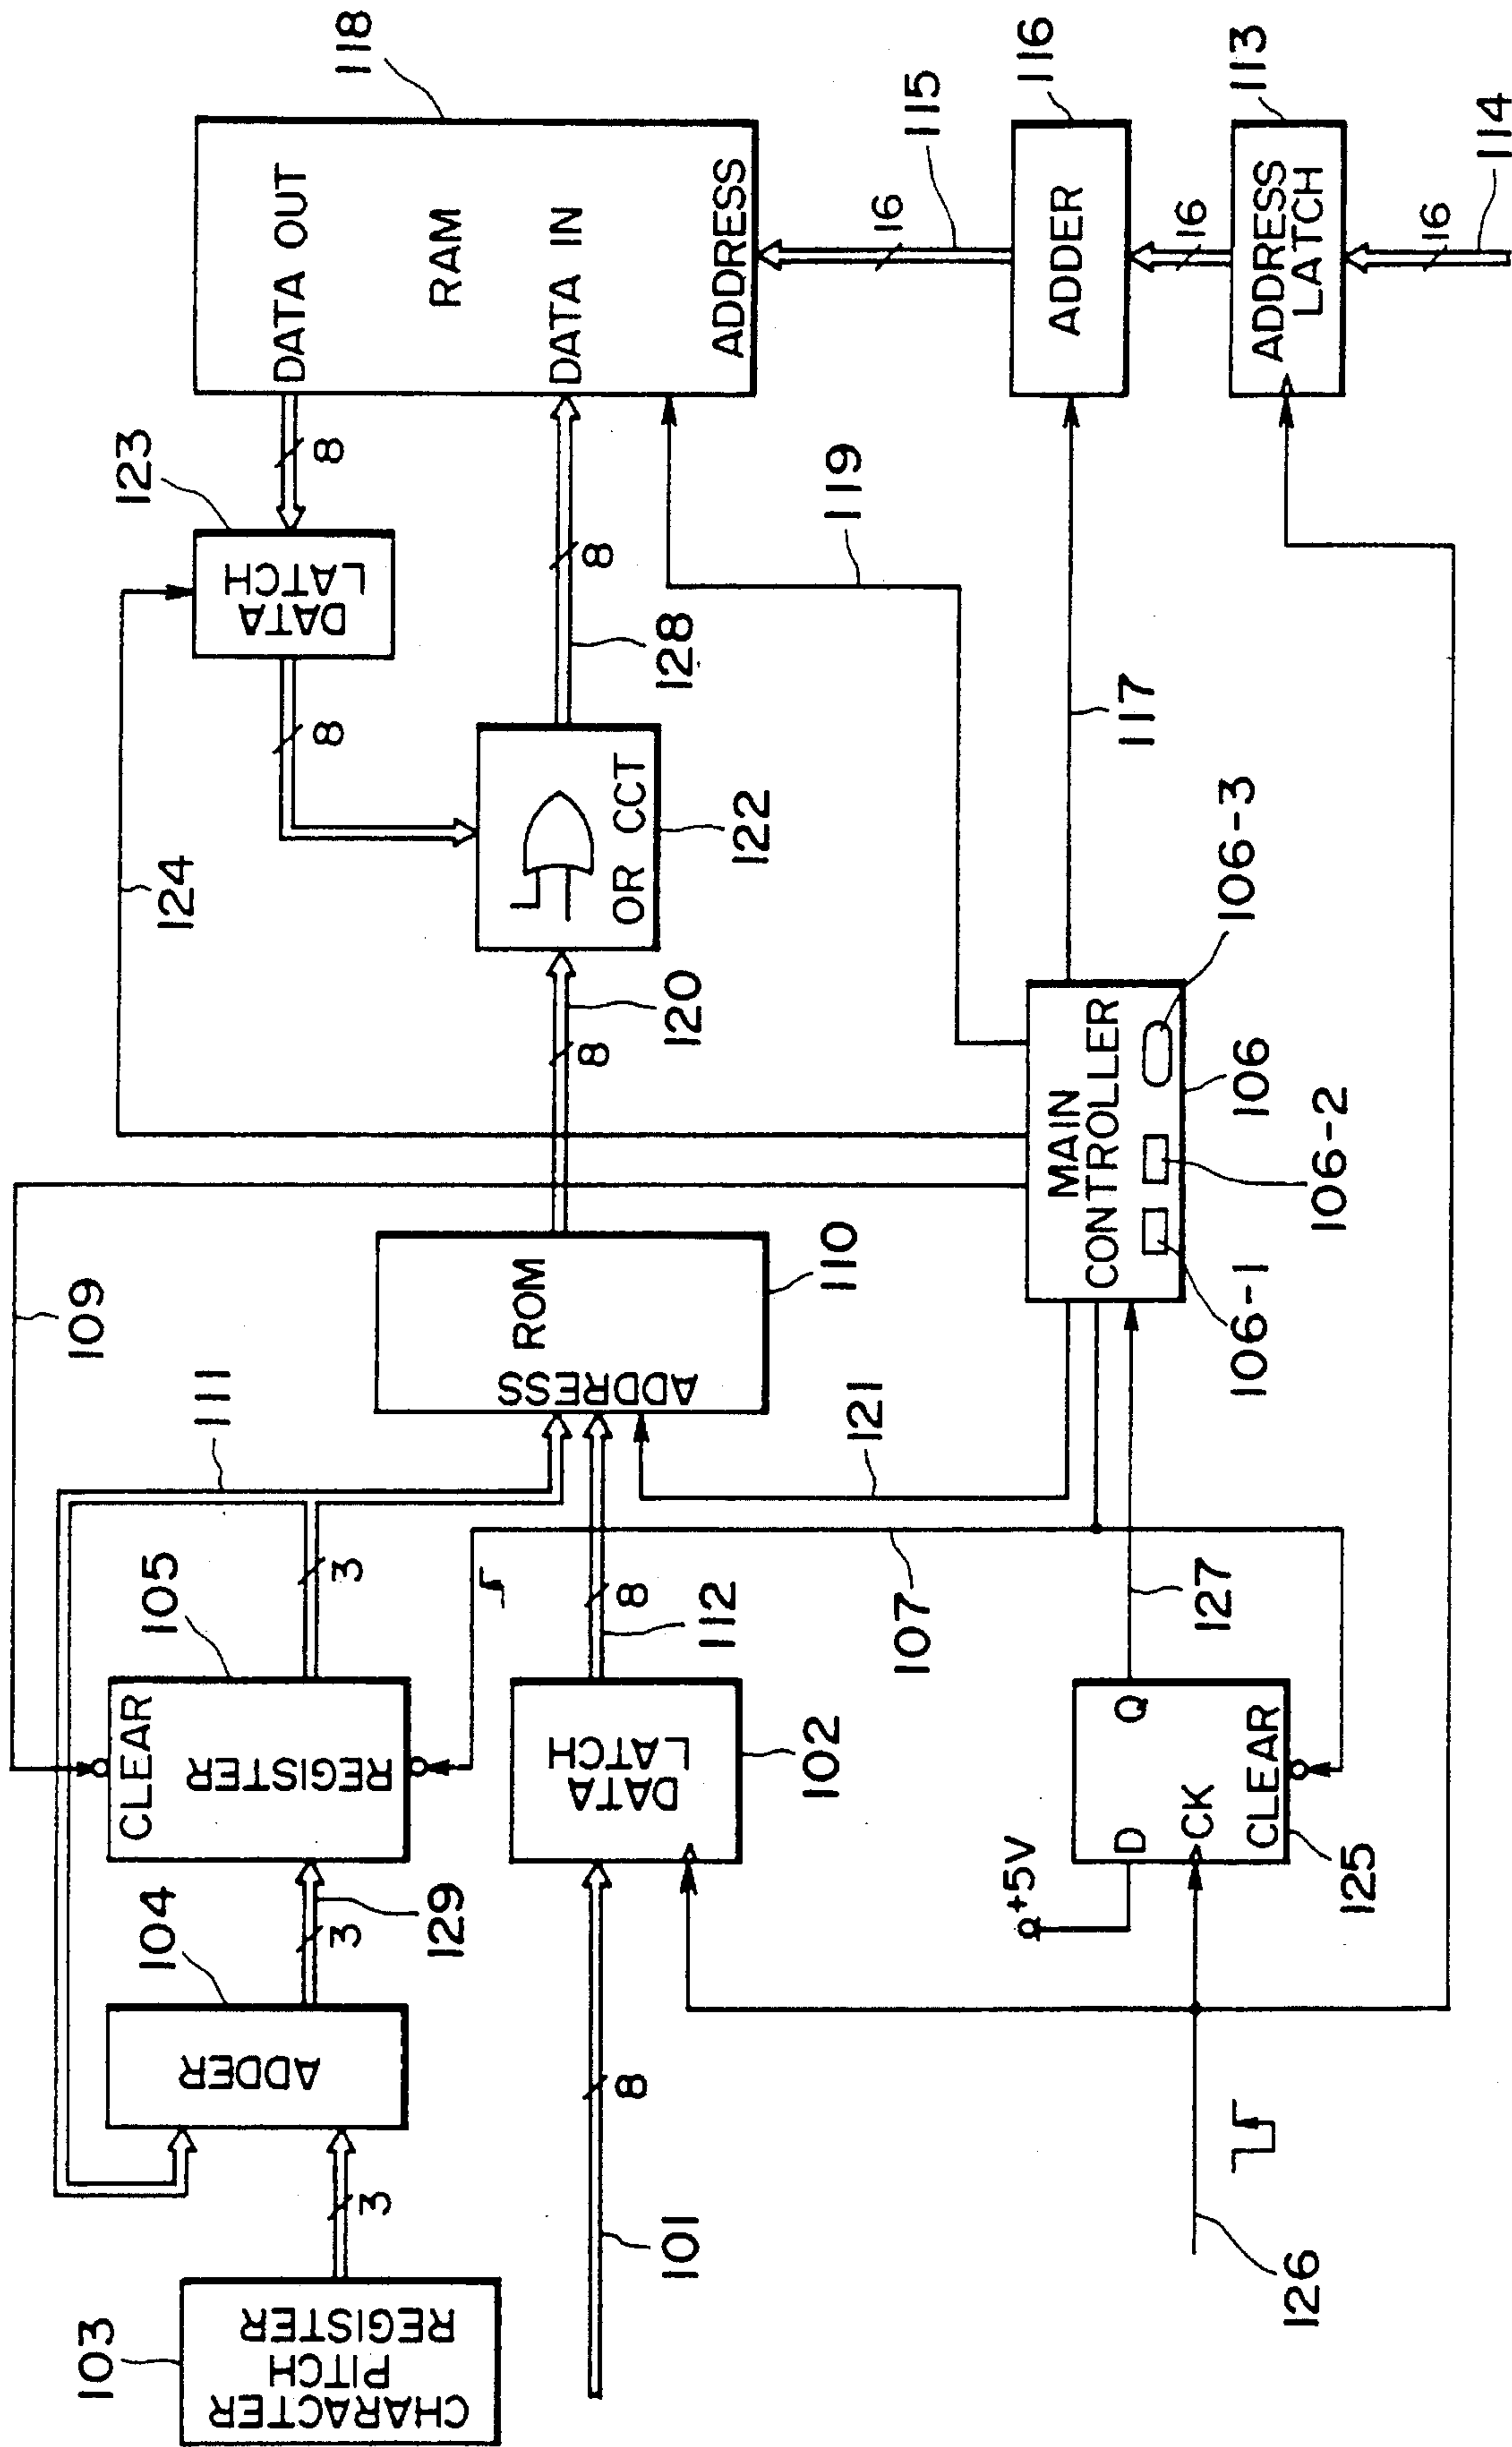 103
CHARACTER
PITCH
REGISTER
3
104
ADDER
129
3
105
CLEAR
REGISTER
3
111
109
101
8
102
DATA
LATCH
8
112
107
121
ROM
ADDRESS
110
8
120
124
123
DATA
LATCH
8
8
OR CCT
122
8
128
118
DATA OUT
RAM
DATA IN
ADDRESS
119
126
+5V
D
Q
CK
CLEAR
125
127
MAIN
CONTROLLER
106-1
106-2
106
106-3
117
115
16
116
ADDER
16
113
ADDRESS
LATCH
16
114